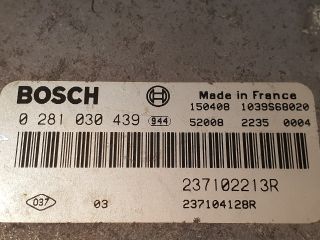 BOSCH
Made in France
150408 1039S68020
0 281 030 439 944 52008 2235 0004
237102213R
037 03 237104128R